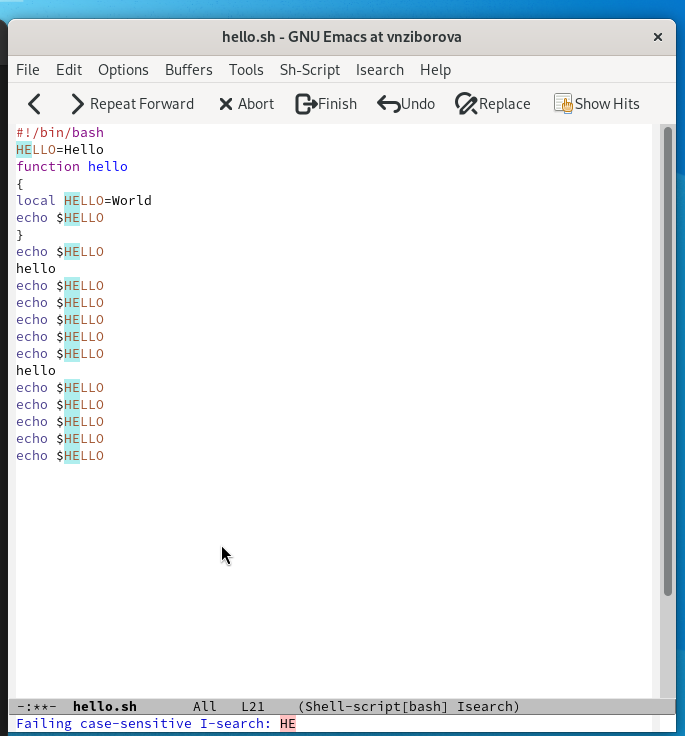 hello.sh - GNU Emacs at vnziborova
File Edit Options Buffers Tools Sh-Script Isearch Help
Repeat Forward Abort Finish Undo Replace Show Hits
#!/bin/bash
HELLO=Hello
function hello
{
local HELLO=World
echo $HELLO
}
echo $HELLO
hello
echo $HELLO
echo $HELLO
echo $HELLO
echo $HELLO
echo $HELLO
hello
echo $HELLO
echo $HELLO
echo $HELLO
echo $HELLO
echo $HELLO
-:**- hello.sh All L21 (Shell-script[bash] Isearch)
Failing case-sensitive I-search: HE